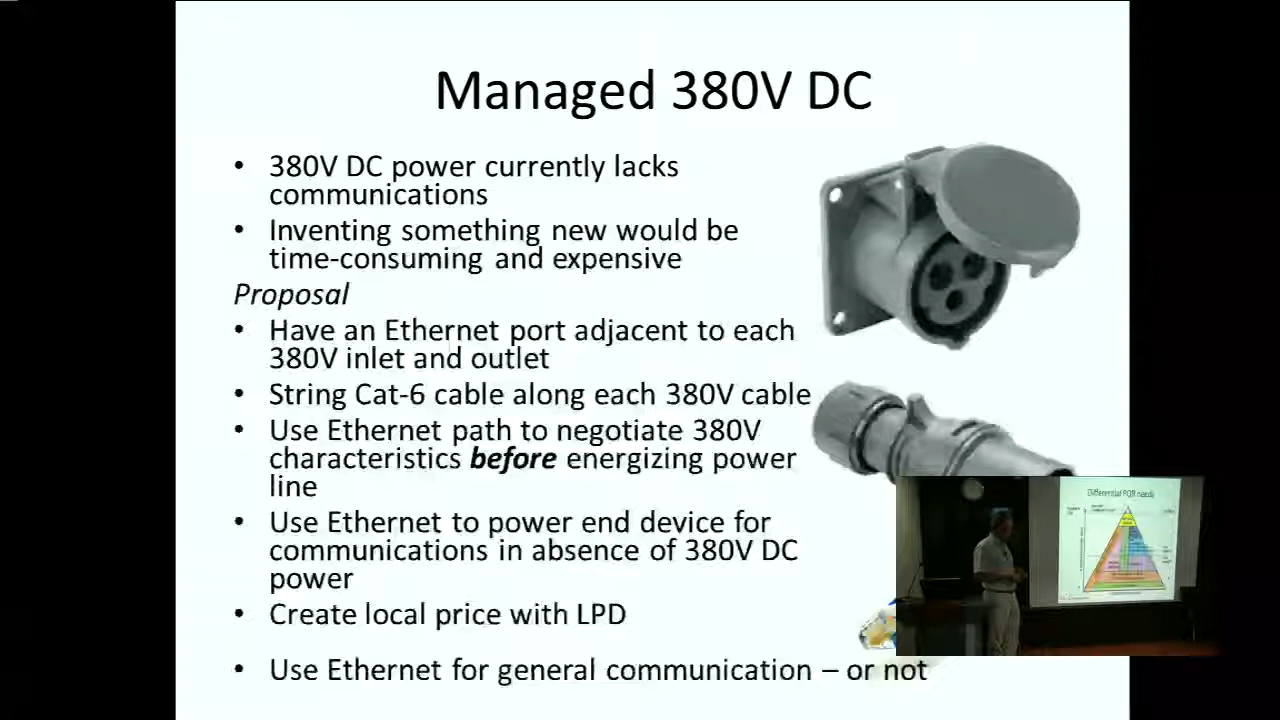 Managed 380V DC
• 380V DC power currently lacks
communications
• Inventing something new would be
time-consuming and expensive
Proposal
• Have an Ethernet port adjacent to each
380V inlet and outlet
• String Cat-6 cable along each 380V cable
• Use Ethernet path to negotiate 380V
characteristics before energizing power
line
• Use Ethernet to power end device for
communications in absence of 380V DC
power
• Create local price with LPD
• Use Ethernet for general communication – or not
Differential PQR needs